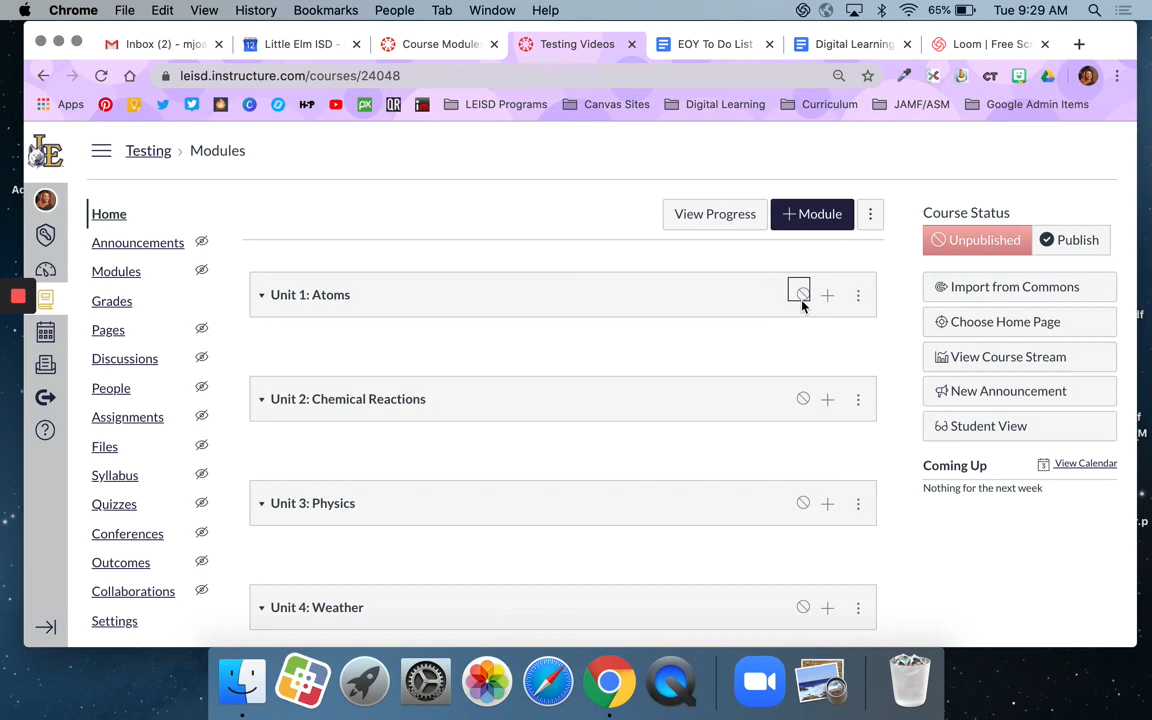 Chrome File Edit View History Bookmarks People Tab Window Help 65% Tue 9:29 AM
Inbox (2) - mjoa × 12 Little Elm ISD - × Course Module × Testing Videos × EOY To Do List × Digital Learning × Loom | Free Scr × +
leisd.instructure.com/courses/24048
Apps PX QR LEISD Programs Canvas Sites Digital Learning Curriculum JAMF/ASM Google Admin Items
LE Testing › Modules
Home View Progress + Module Course Status
Announcements Unpublished Publish
Modules
Unit 1: Atoms Import from Commons
Grades
Pages Choose Home Page
Discussions View Course Stream
People
Unit 2: Chemical Reactions New Announcement
Assignments Student View
Files
Syllabus Coming Up 3 View Calendar
Nothing for the next week
Quizzes Unit 3: Physics
Conferences
Outcomes
Collaborations
Unit 4: Weather
Settings